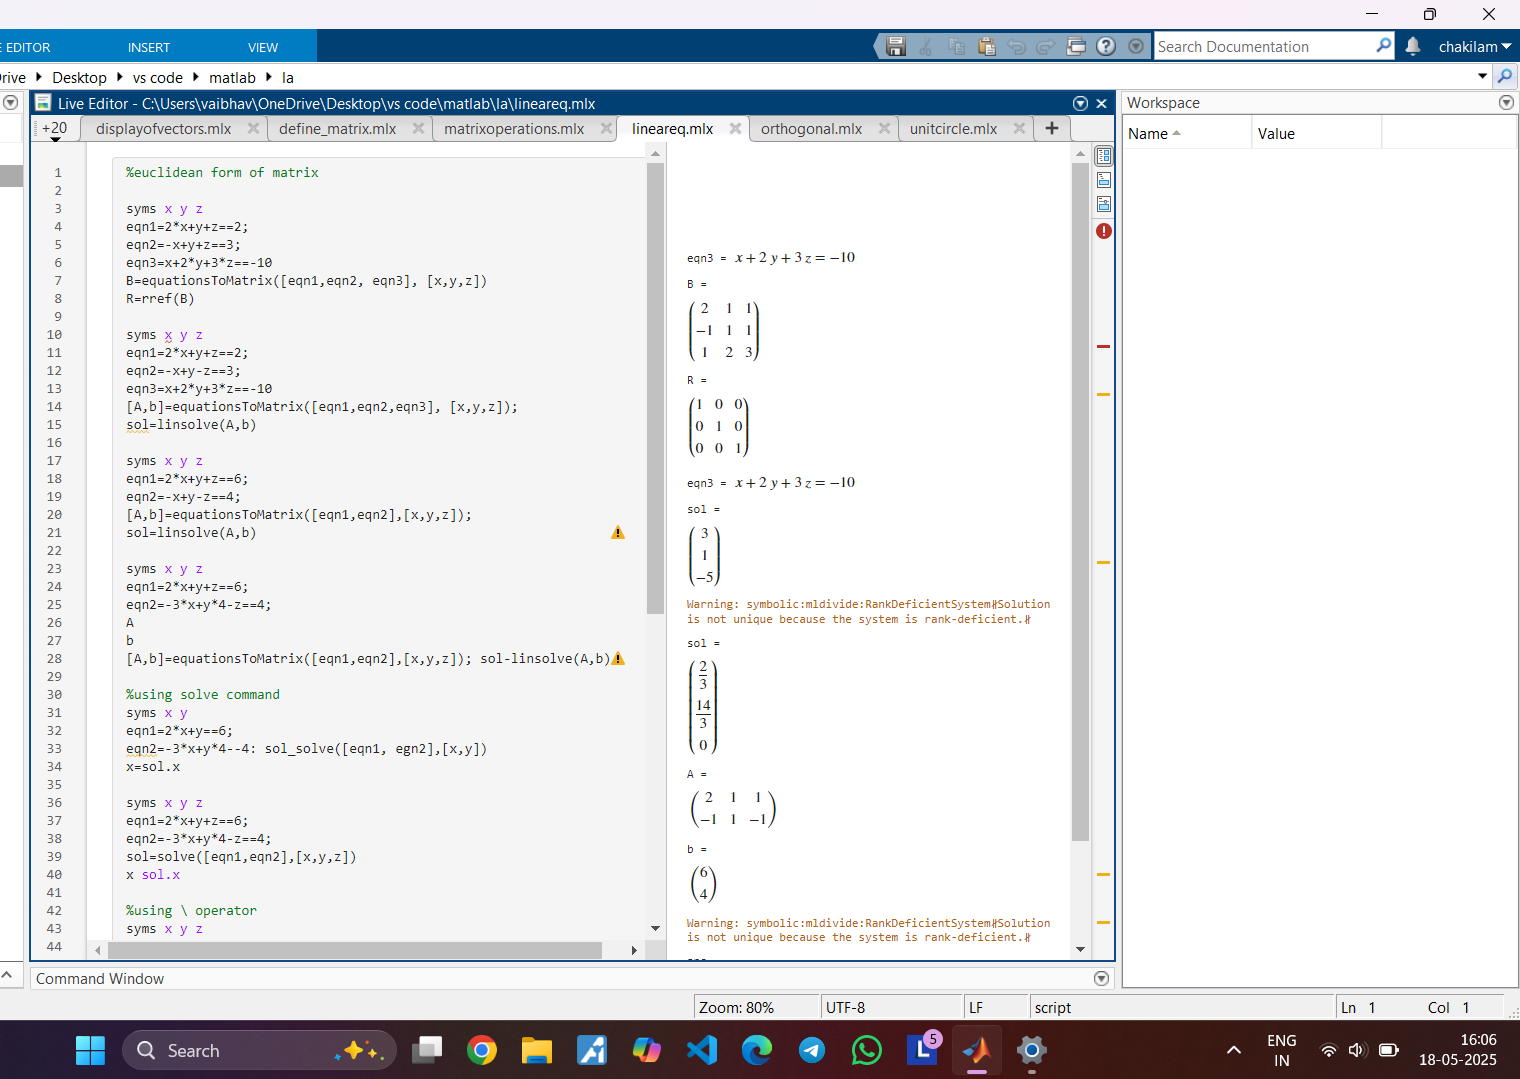 E EDITOR INSERT VIEW Search Documentation chakilam
rive Desktop vs code matlab la
Live Editor - C:\Users\vaibhav\OneDrive\Desktop\vs code\matlab\la\lineareq.mlx
+20 displayofvectors.mlx define_matrix.mlx matrixoperations.mlx lineareq.mlx orthogonal.mlx unitcircle.mlx +
1 %euclidean form of matrix
2
3 syms x y z
4 eqn1=2*x+y+z==2;
5 eqn2=-x+y+z==3;
6 eqn3=x+2*y+3*z==-10
7 B=equationsToMatrix([eqn1,eqn2, eqn3], [x,y,z])
8 R=rref(B)
9
10 syms x y z
11 eqn1=2*x+y+z==2;
12 eqn2=-x+y-z==3;
13 eqn3=x+2*y+3*z==-10
14 [A,b]=equationsToMatrix([eqn1,eqn2,eqn3], [x,y,z]);
15 sol=linsolve(A,b)
16
17 syms x y z
18 eqn1=2*x+y+z==6;
19 eqn2=-x+y-z==4;
20 [A,b]=equationsToMatrix([eqn1,eqn2],[x,y,z]);
21 sol=linsolve(A,b)
22
23 syms x y z
24 eqn1=2*x+y+z==6;
25 eqn2=-3*x+y*4-z==4;
26 A
27 b
28 [A,b]=equationsToMatrix([eqn1,eqn2],[x,y,z]); sol-linsolve(A,b)
29
30 %using solve command
31 syms x y
32 eqn1=2*x+y==6;
33 eqn2=-3*x+y*4--4: sol_solve([eqn1, egn2],[x,y])
34 x=sol.x
35
36 syms x y z
37 eqn1=2*x+y+z==6;
38 eqn2=-3*x+y*4-z==4;
39 sol=solve([eqn1,eqn2],[x,y,z])
40 x sol.x
41
42 %using \ operator
43 syms x y z
44
eqn3 = x + 2 y + 3 z = −10
B =
2 1 1
−1 1 1
1 2 3
R =
1 0 0
0 1 0
0 0 1
eqn3 = x + 2 y + 3 z = −10
sol =
3
1
−5
Warning: symbolic:mldivide:RankDeficientSystem∦Solution
is not unique because the system is rank-deficient.∦
sol =
2
3
14
3
0
A =
2 1 1
−1 1 −1
b =
6
4
Warning: symbolic:mldivide:RankDeficientSystem∦Solution
is not unique because the system is rank-deficient.∦
Workspace
Name Value
Command Window
Zoom: 80% UTF-8 LF script Ln 1 Col 1
Search
5
ENG
IN
16:06
18-05-2025